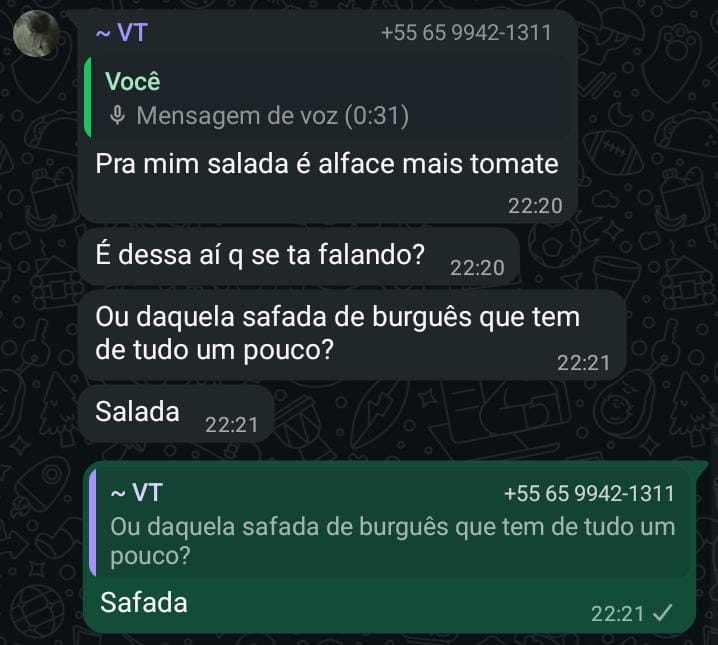 ~ VT +55 65 9942-1311
Você
Mensagem de voz (0:31)
Pra mim salada é alface mais tomate
22:20
É dessa aí q se ta falando? 22:20
Ou daquela safada de burguês que tem
de tudo um pouco? 22:21
Salada 22:21
~ VT +55 65 9942-1311
Ou daquela safada de burguês que tem de tudo um
pouco?
Safada 22:21